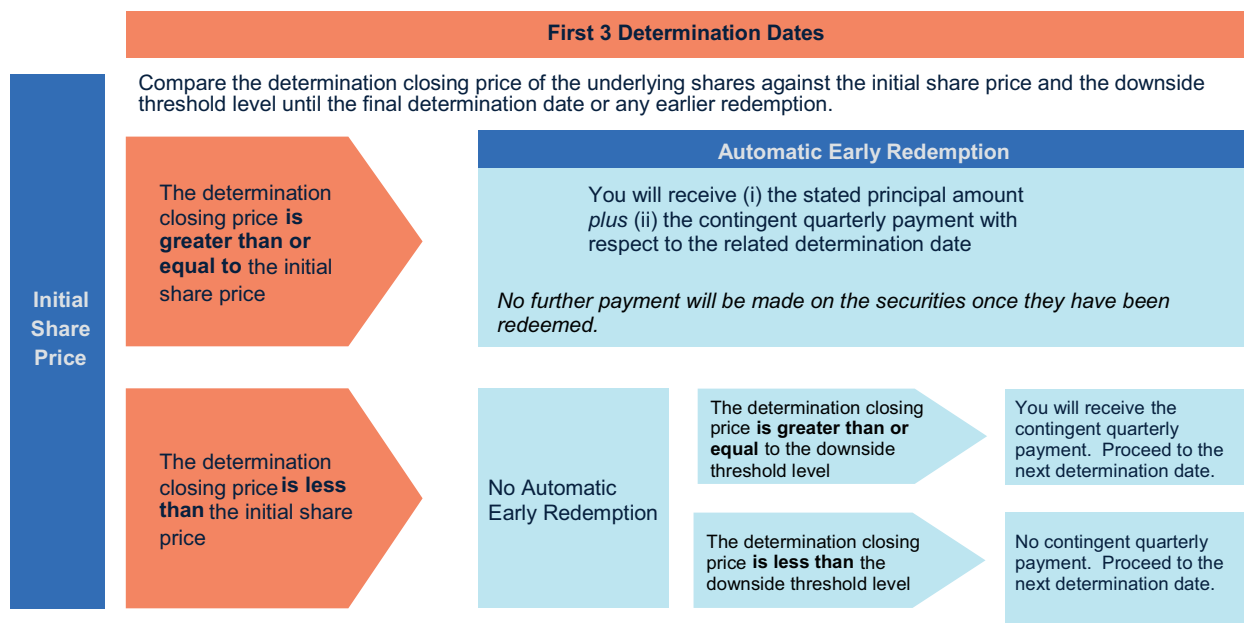 First 3 Determination Dates
Compare the determination closing price of the underlying shares against the initial share price and the downside
threshold level until the final determination date or any earlier redemption.
Initial
Share
Price
The determination
closing price is
greater than or
equal to the initial
share price
Automatic Early Redemption
You will receive (i) the stated principal amount
plus (ii) the contingent quarterly payment with
respect to the related determination date
No further payment will be made on the securities once they have been
redeemed.
The determination
closing price is less
than the initial share
price
No Automatic
Early Redemption
The determination closing
price is greater than or
equal to the downside
threshold level
You will receive the
contingent quarterly
payment. Proceed to the
next determination date.
The determination closing
price is less than the
downside threshold level
No contingent quarterly
payment. Proceed to the
next determination date.